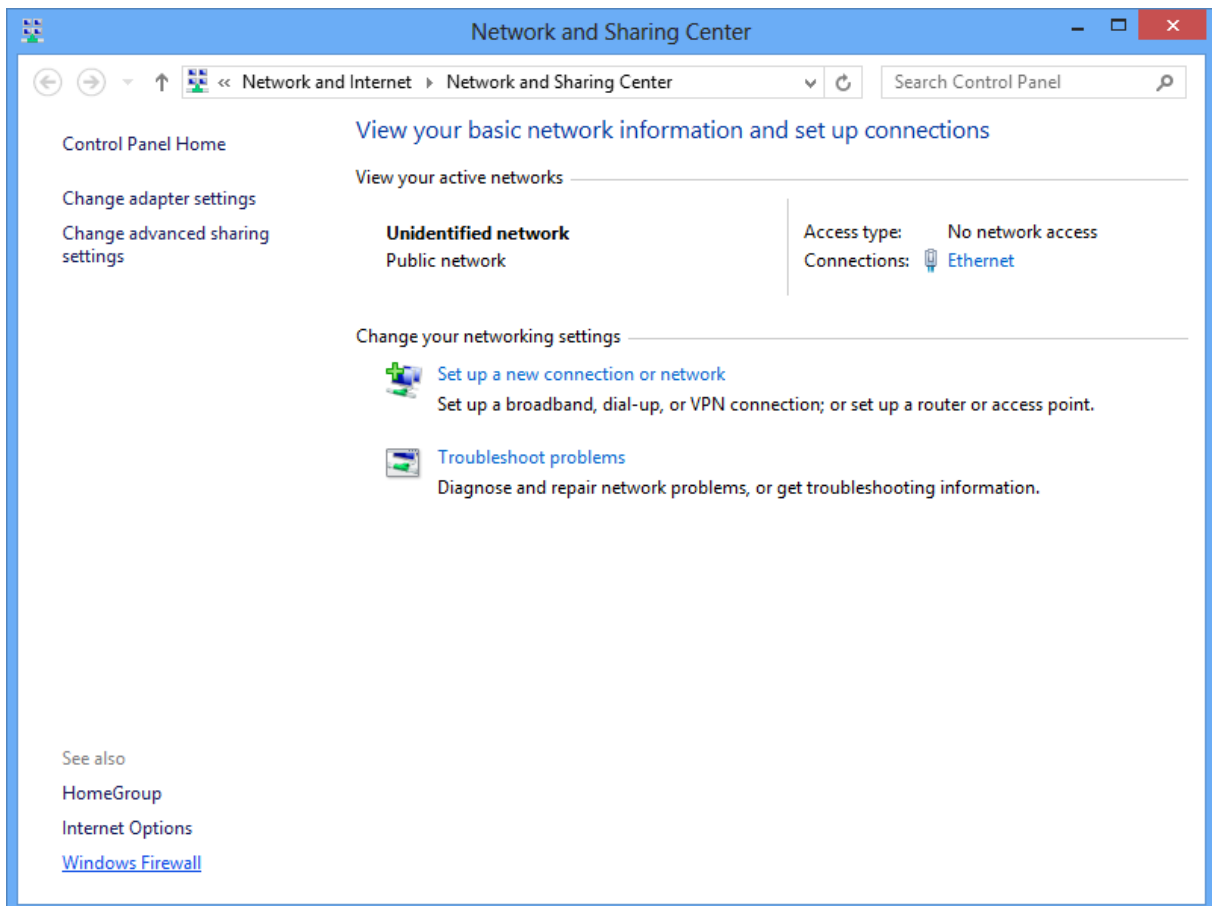 Network and Sharing Center
« Network and Internet Network and Sharing Center
Search Control Panel
Control Panel Home
Change adapter settings
Change advanced sharing
settings
View your basic network information and set up connections
View your active networks
Unidentified network
Public network
Access type: No network access
Connections: Ethernet
Change your networking settings
Set up a new connection or network
Set up a broadband, dial-up, or VPN connection; or set up a router or access point.
Troubleshoot problems
Diagnose and repair network problems, or get troubleshooting information.
See also
HomeGroup
Internet Options
Windows Firewall